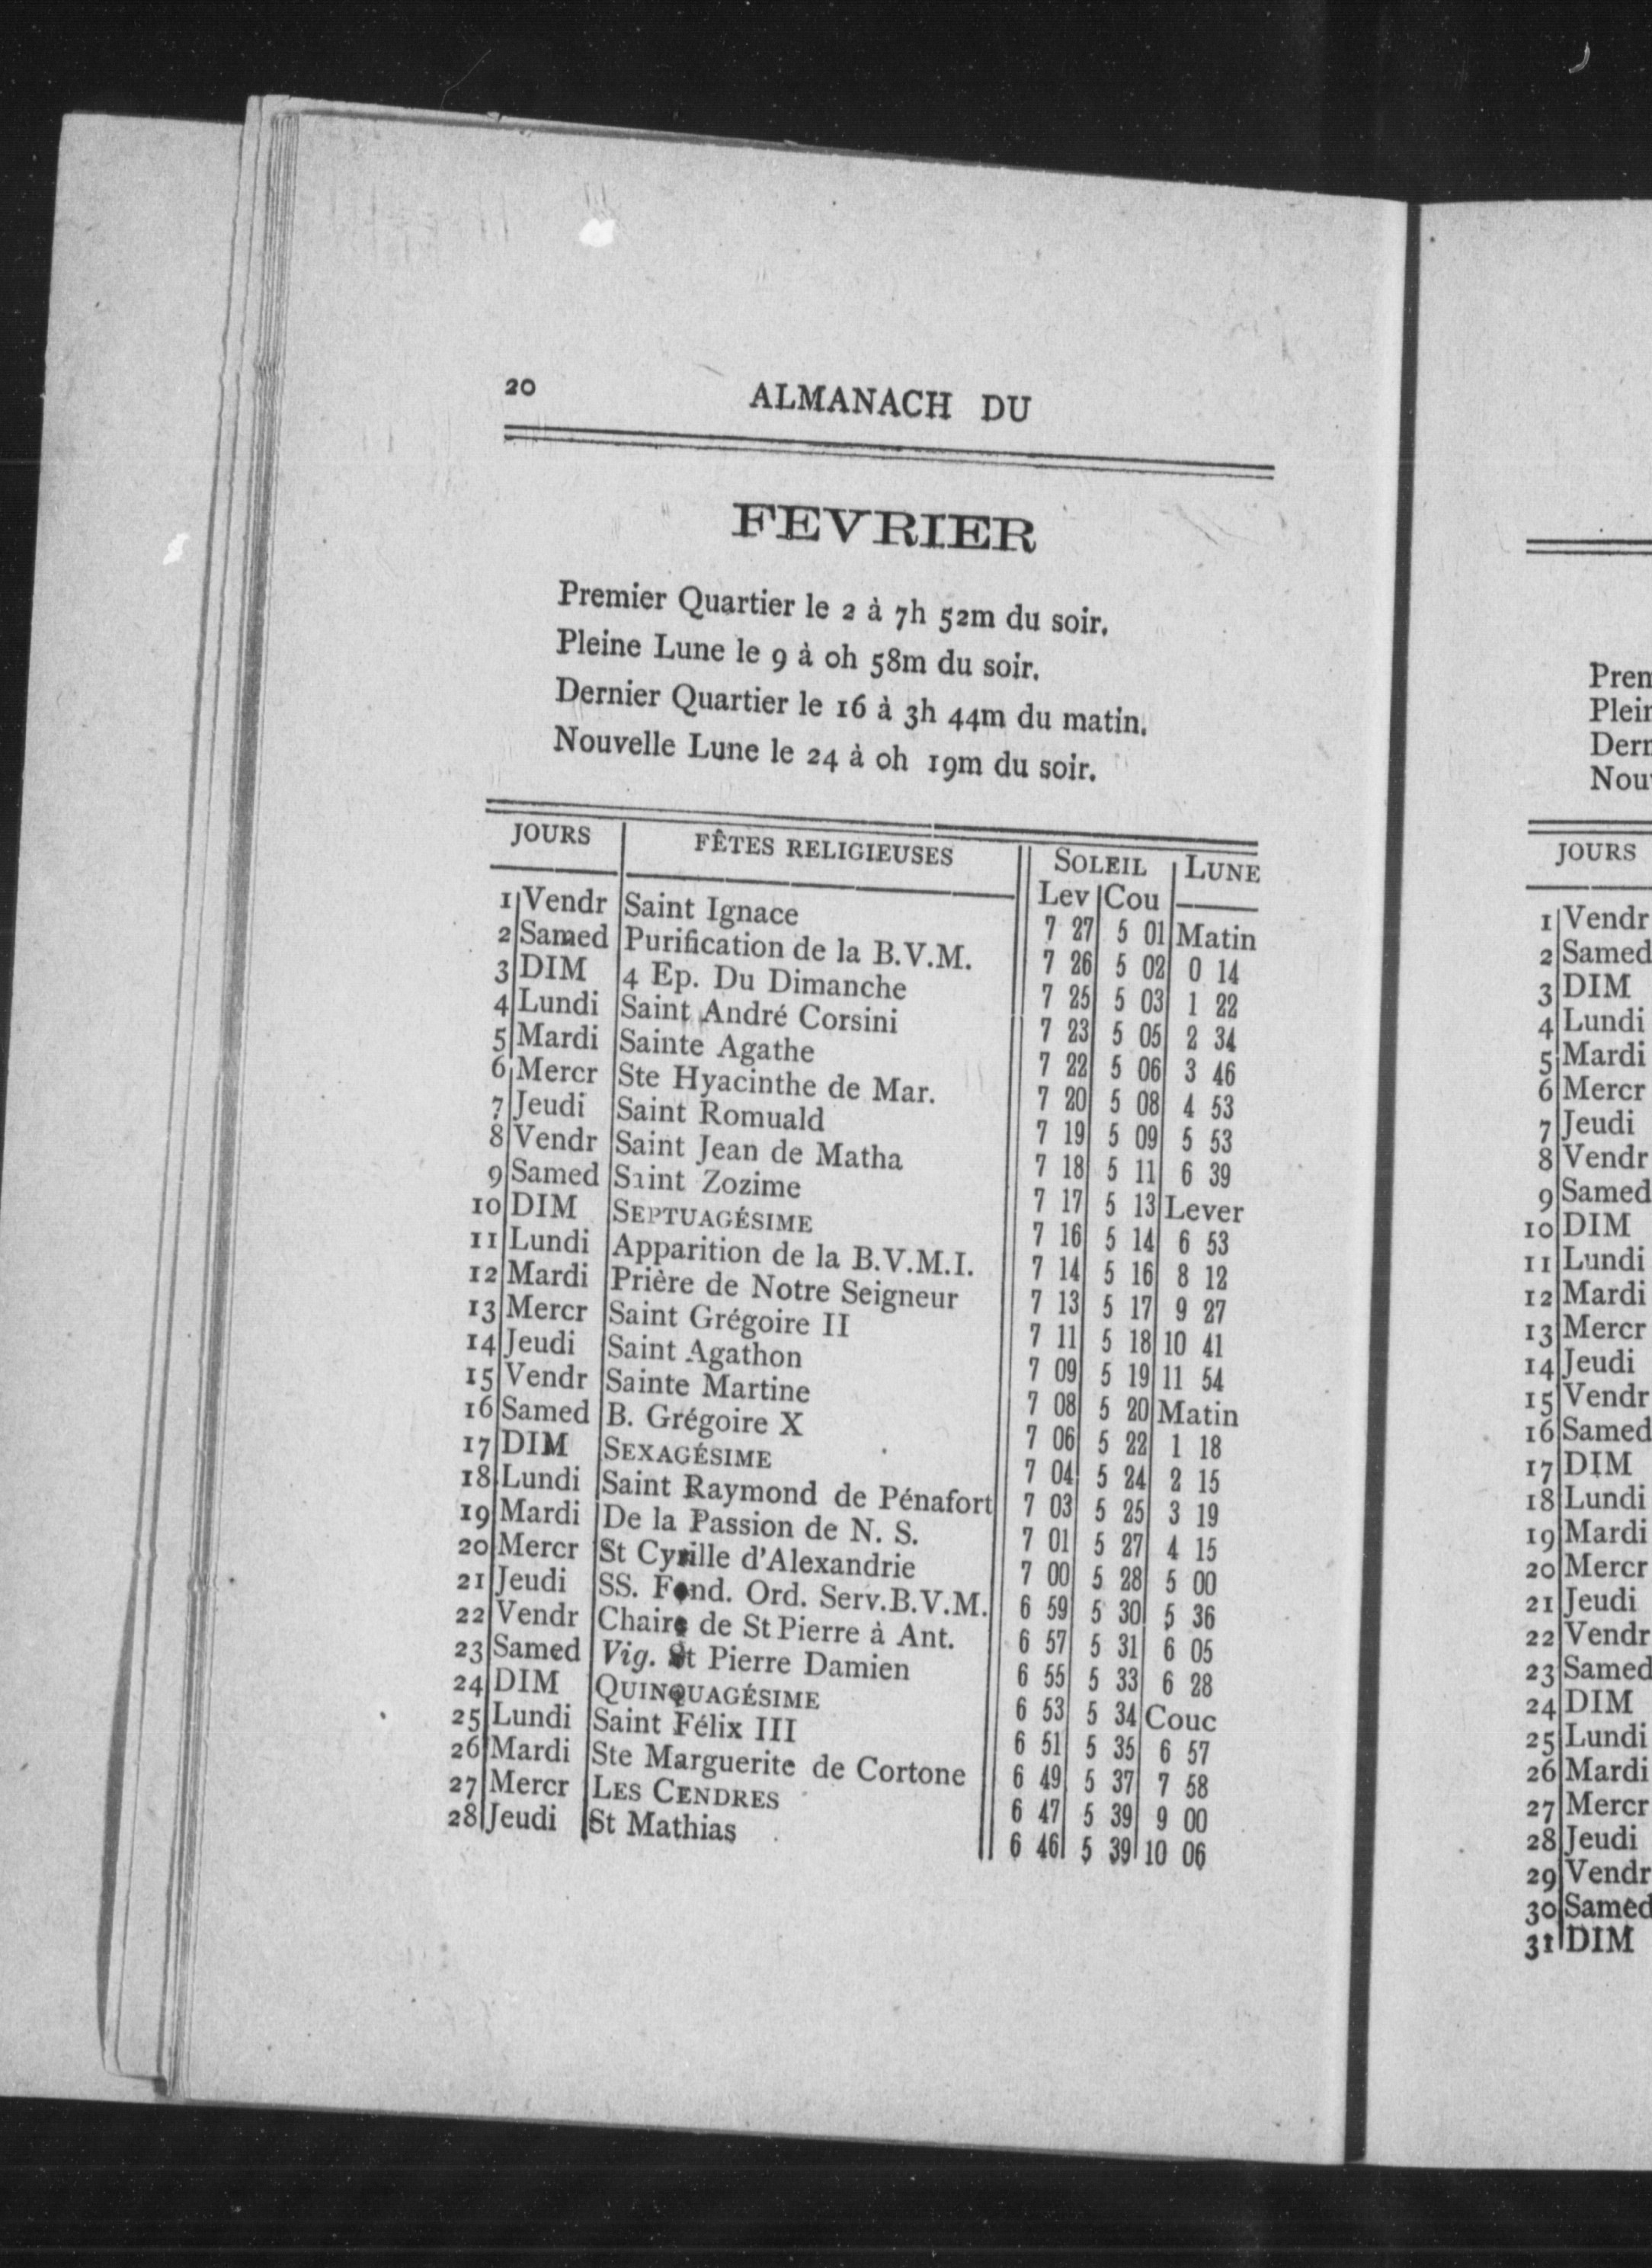 20 ALMANACH DU
FEVRIER
Premier Quartier le 2 à 7h 52m du soir.
Pleine Lune le 9 à 0h 58m du soir.
Dernier Quartier le 16 à 3h 44m du matin.
Nouvelle Lune le 24 à 0h 19m du soir.
JOURS FÊTES RELIGIEUSES SOLEIL LUNE
Lev Cou
1 Vendr Saint Ignace 7 27 5 01 Matin
2 Samed Purification de la B.V.M. 7 26 5 02 0 14
3 DIM 4 Ep. Du Dimanche 7 25 5 03 1 22
4 Lundi Saint André Corsini 7 23 5 05 2 34
5 Mardi Sainte Agathe 7 22 5 06 3 46
6 Mercr Ste Hyacinthe de Mar. 7 20 5 08 4 53
7 Jeudi Saint Romuald 7 19 5 09 5 53
8 Vendr Saint Jean de Matha 7 18 5 11 6 39
9 Samed Saint Zozime 7 17 5 13 Lever
10 DIM SEPTUAGÉSIME 7 16 5 14 6 53
11 Lundi Apparition de la B.V.M.I. 7 14 5 16 8 12
12 Mardi Prière de Notre Seigneur 7 13 5 17 9 27
13 Mercr Saint Grégoire II 7 11 5 18 10 41
14 Jeudi Saint Agathon 7 09 5 19 11 54
15 Vendr Sainte Martine 7 08 5 20 Matin
16 Samed B. Grégoire X 7 06 5 22 1 18
17 DIM SEXAGÉSIME 7 04 5 24 2 15
18 Lundi Saint Raymond de Pénafort 7 03 5 25 3 19
19 Mardi De la Passion de N. S. 7 01 5 27 4 15
20 Mercr St Cyrille d'Alexandrie 7 00 5 28 5 00
21 Jeudi SS. Fond. Ord. Serv.B.V.M. 6 59 5 30 5 36
22 Vendr Chaire de St Pierre à Ant. 6 57 5 31 6 05
23 Samed Vig. St Pierre Damien 6 55 5 33 6 28
24 DIM QUINQUAGÉSIME 6 53 5 34 Couc
25 Lundi Saint Félix III 6 51 5 35 6 57
26 Mardi Ste Marguerite de Cortone 6 49 5 37 7 58
27 Mercr LES CENDRES 6 47 5 39 9 00
28 Jeudi St Mathias 6 46 5 39 10 06
Prem
Plein
Dern
Nouv
JOURS
1 Vendr
2 Samed
3 DIM
4 Lundi
5 Mardi
6 Mercr
7 Jeudi
8 Vendr
9 Samed
10 DIM
11 Lundi
12 Mardi
13 Mercr
14 Jeudi
15 Vendr
16 Samed
17 DIM
18 Lundi
19 Mardi
20 Mercr
21 Jeudi
22 Vendr
23 Samed
24 DIM
25 Lundi
26 Mardi
27 Mercr
28 Jeudi
29 Vendr
30 Samed
31 DIM